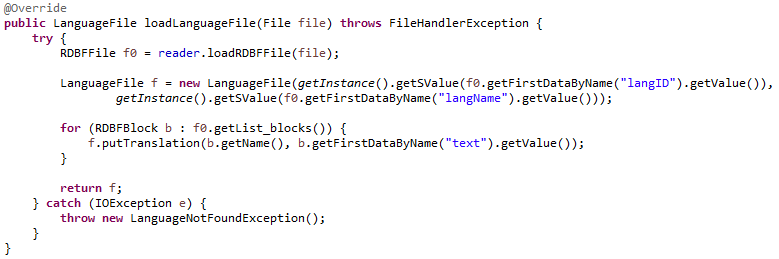 @Override
public LanguageFile loadLanguageFile(File file) throws FileHandlerException {
    try {
        RDBFFile f0 = reader.loadRDBFFile(file);

        LanguageFile f = new LanguageFile(getInstance().getSValue(f0.getFirstDataByName("langID").getValue()),
                getInstance().getSValue(f0.getFirstDataByName("langName").getValue()));

        for (RDBFBlock b : f0.getList_blocks()) {
            f.putTranslation(b.getName(), b.getFirstDataByName("text").getValue());
        }

        return f;
    } catch (IOException e) {
        throw new LanguageNotFoundException();
    }
}